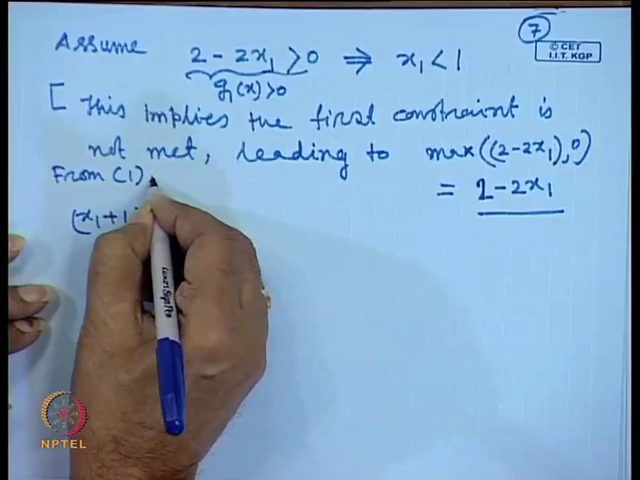 7
© CET
I.I.T. KGP
Assume 2 - 2x₁ > 0 ⇒ x₁ < 1
g₁(x) > 0
[ This implies the first constraint is
not met, leading to max((2-2x₁), 0)
= 2 - 2x₁
From (1)
(x₁+1
NPTEL